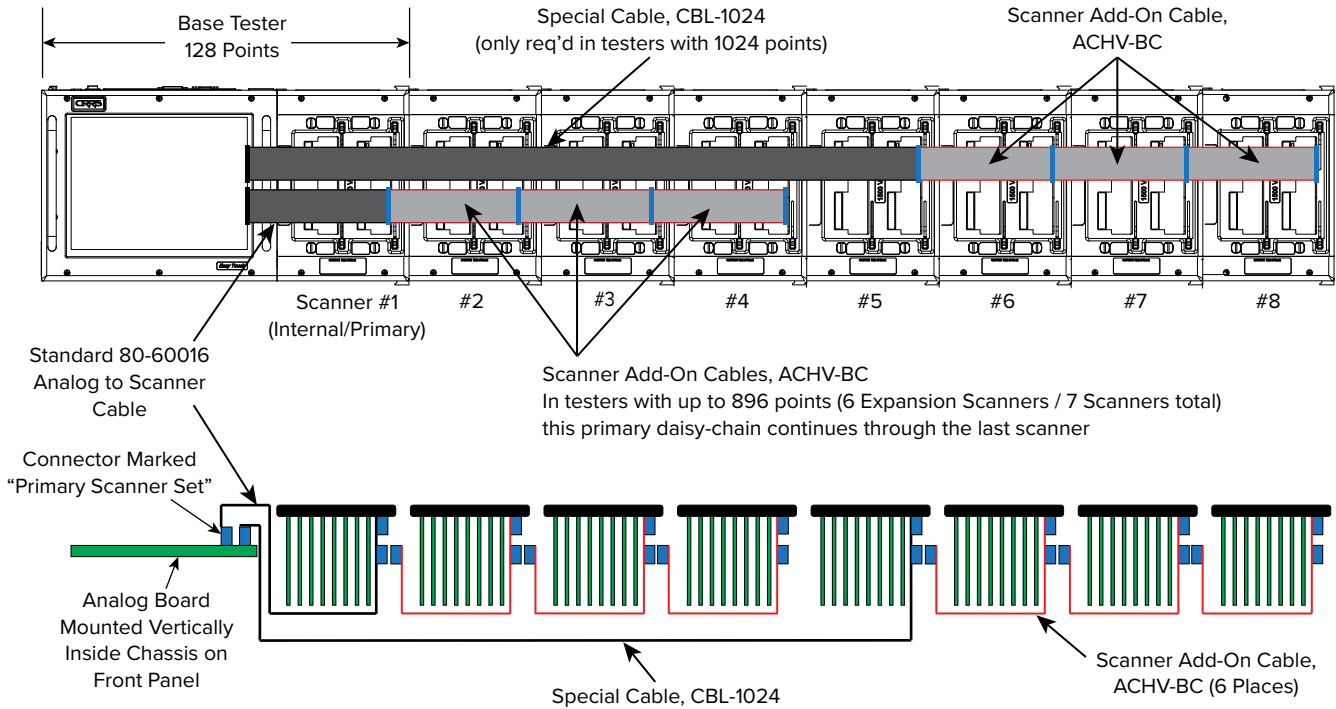 Base Tester
128 Points
Special Cable, CBL-1024
(only req'd in testers with 1024 points)
Scanner Add-On Cable,
ACHV-BC
CIRRIS
Easy Touch
Scanner #1
(Internal/Primary)
#2
#3
#4
#5
#6
#7
#8
Standard 80-60016
Analog to Scanner
Cable
Scanner Add-On Cables, ACHV-BC
In testers with up to 896 points (6 Expansion Scanners / 7 Scanners total)
this primary daisy-chain continues through the last scanner
Connector Marked
“Primary Scanner Set”
Analog Board
Mounted Vertically
Inside Chassis on
Front Panel
Special Cable, CBL-1024
Scanner Add-On Cable,
ACHV-BC (6 Places)